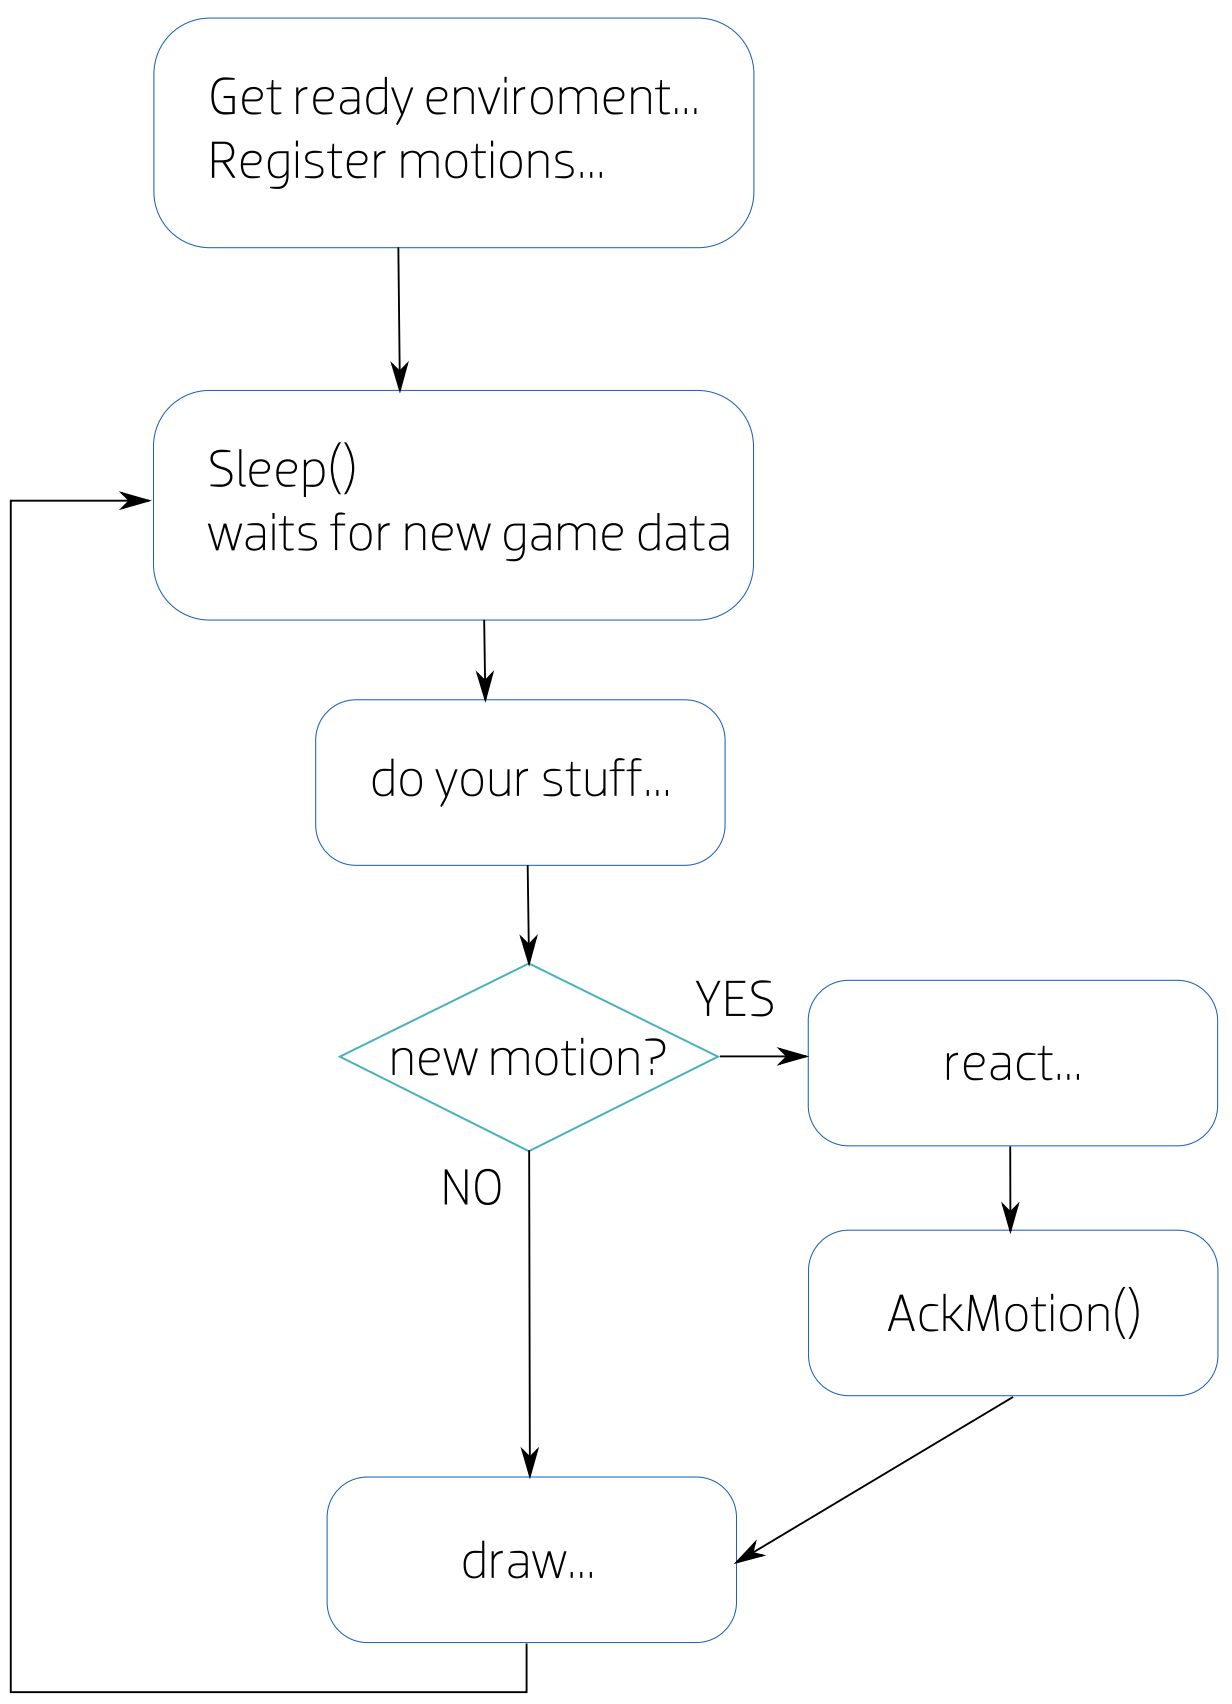 Get ready enviroment...
Register motions...
Sleep()
waits for new game data
do your stuff...
new motion?
YES
react...
NO
AckMotion()
draw...